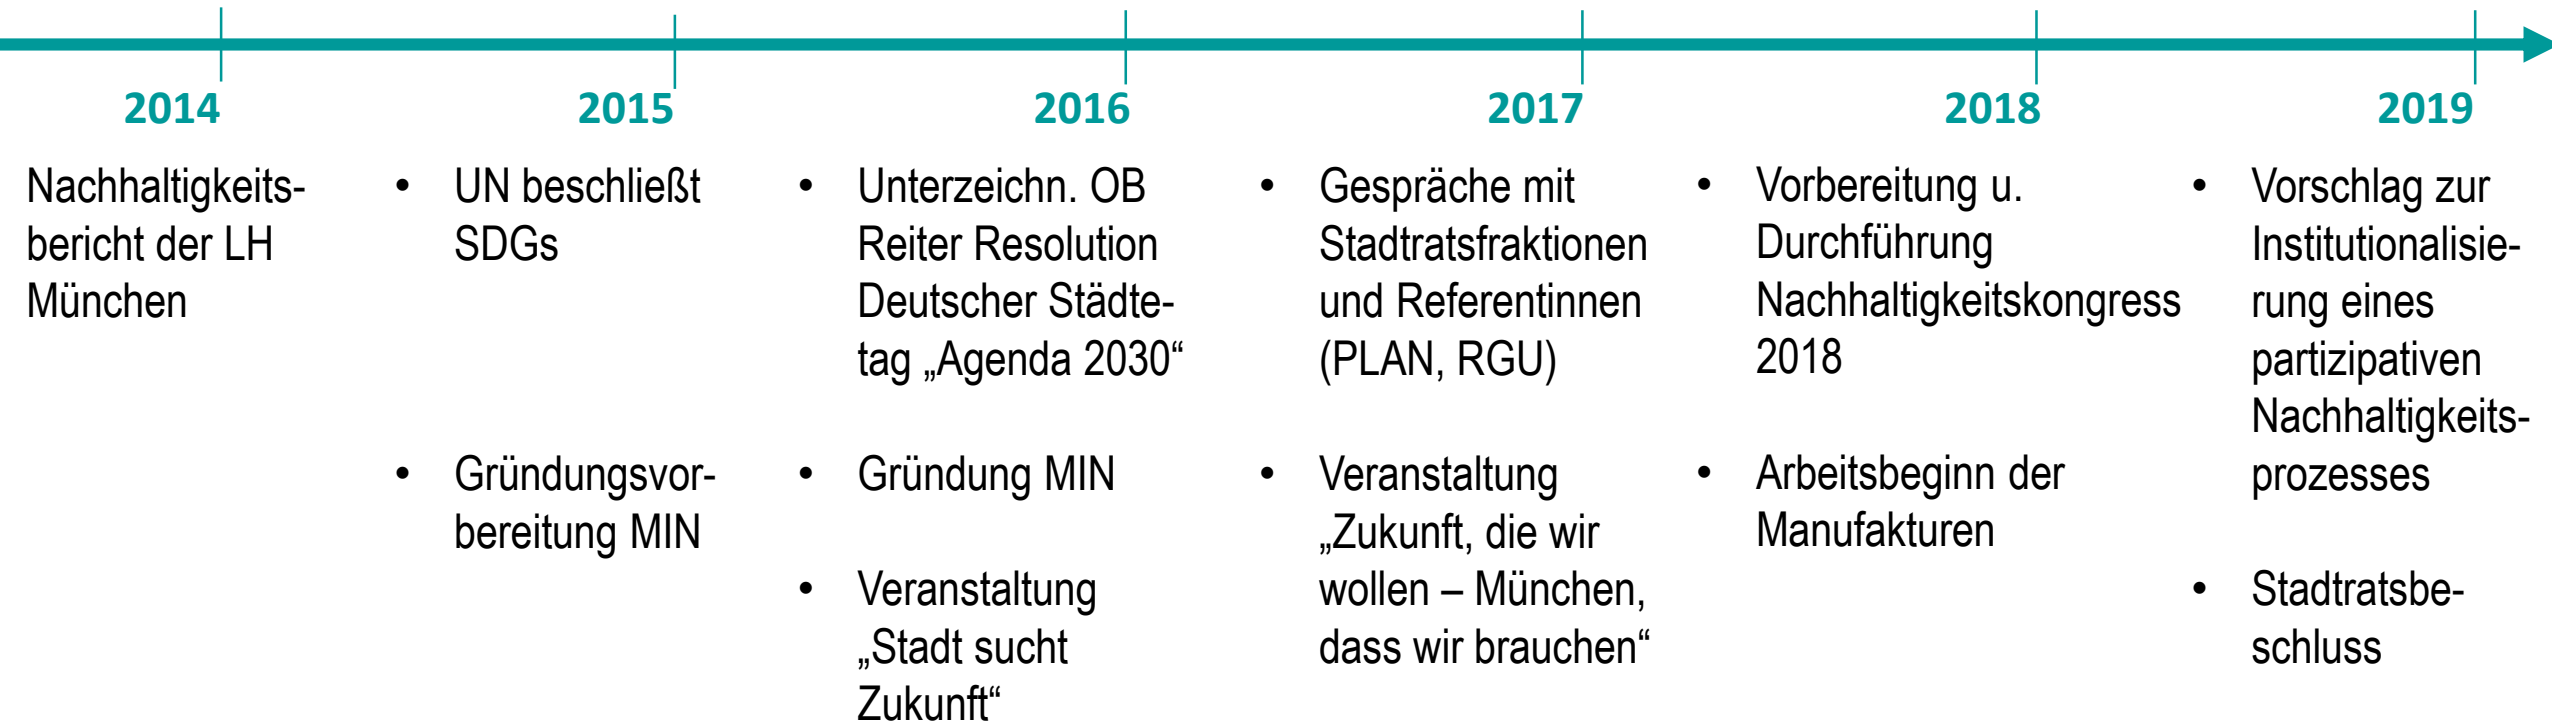 2014
Nachhaltigkeits-
bericht der LH
München
2015
• UN beschließt
SDGs
• Gründungsvor-
bereitung MIN
2016
• Unterzeichn. OB
Reiter Resolution
Deutscher Städte-
tag „Agenda 2030“
• Gründung MIN
• Veranstaltung
„Stadt sucht
Zukunft“
2017
• Gespräche mit
Stadtratsfraktionen
und Referentinnen
(PLAN, RGU)
• Veranstaltung
„Zukunft, die wir
wollen – München,
dass wir brauchen“
2018
• Vorbereitung u.
Durchführung
Nachhaltigkeitskongress
2018
• Arbeitsbeginn der
Manufakturen
2019
• Vorschlag zur
Institutionalisie-
rung eines
partizipativen
Nachhaltigkeits-
prozesses
• Stadtratsbe-
schluss